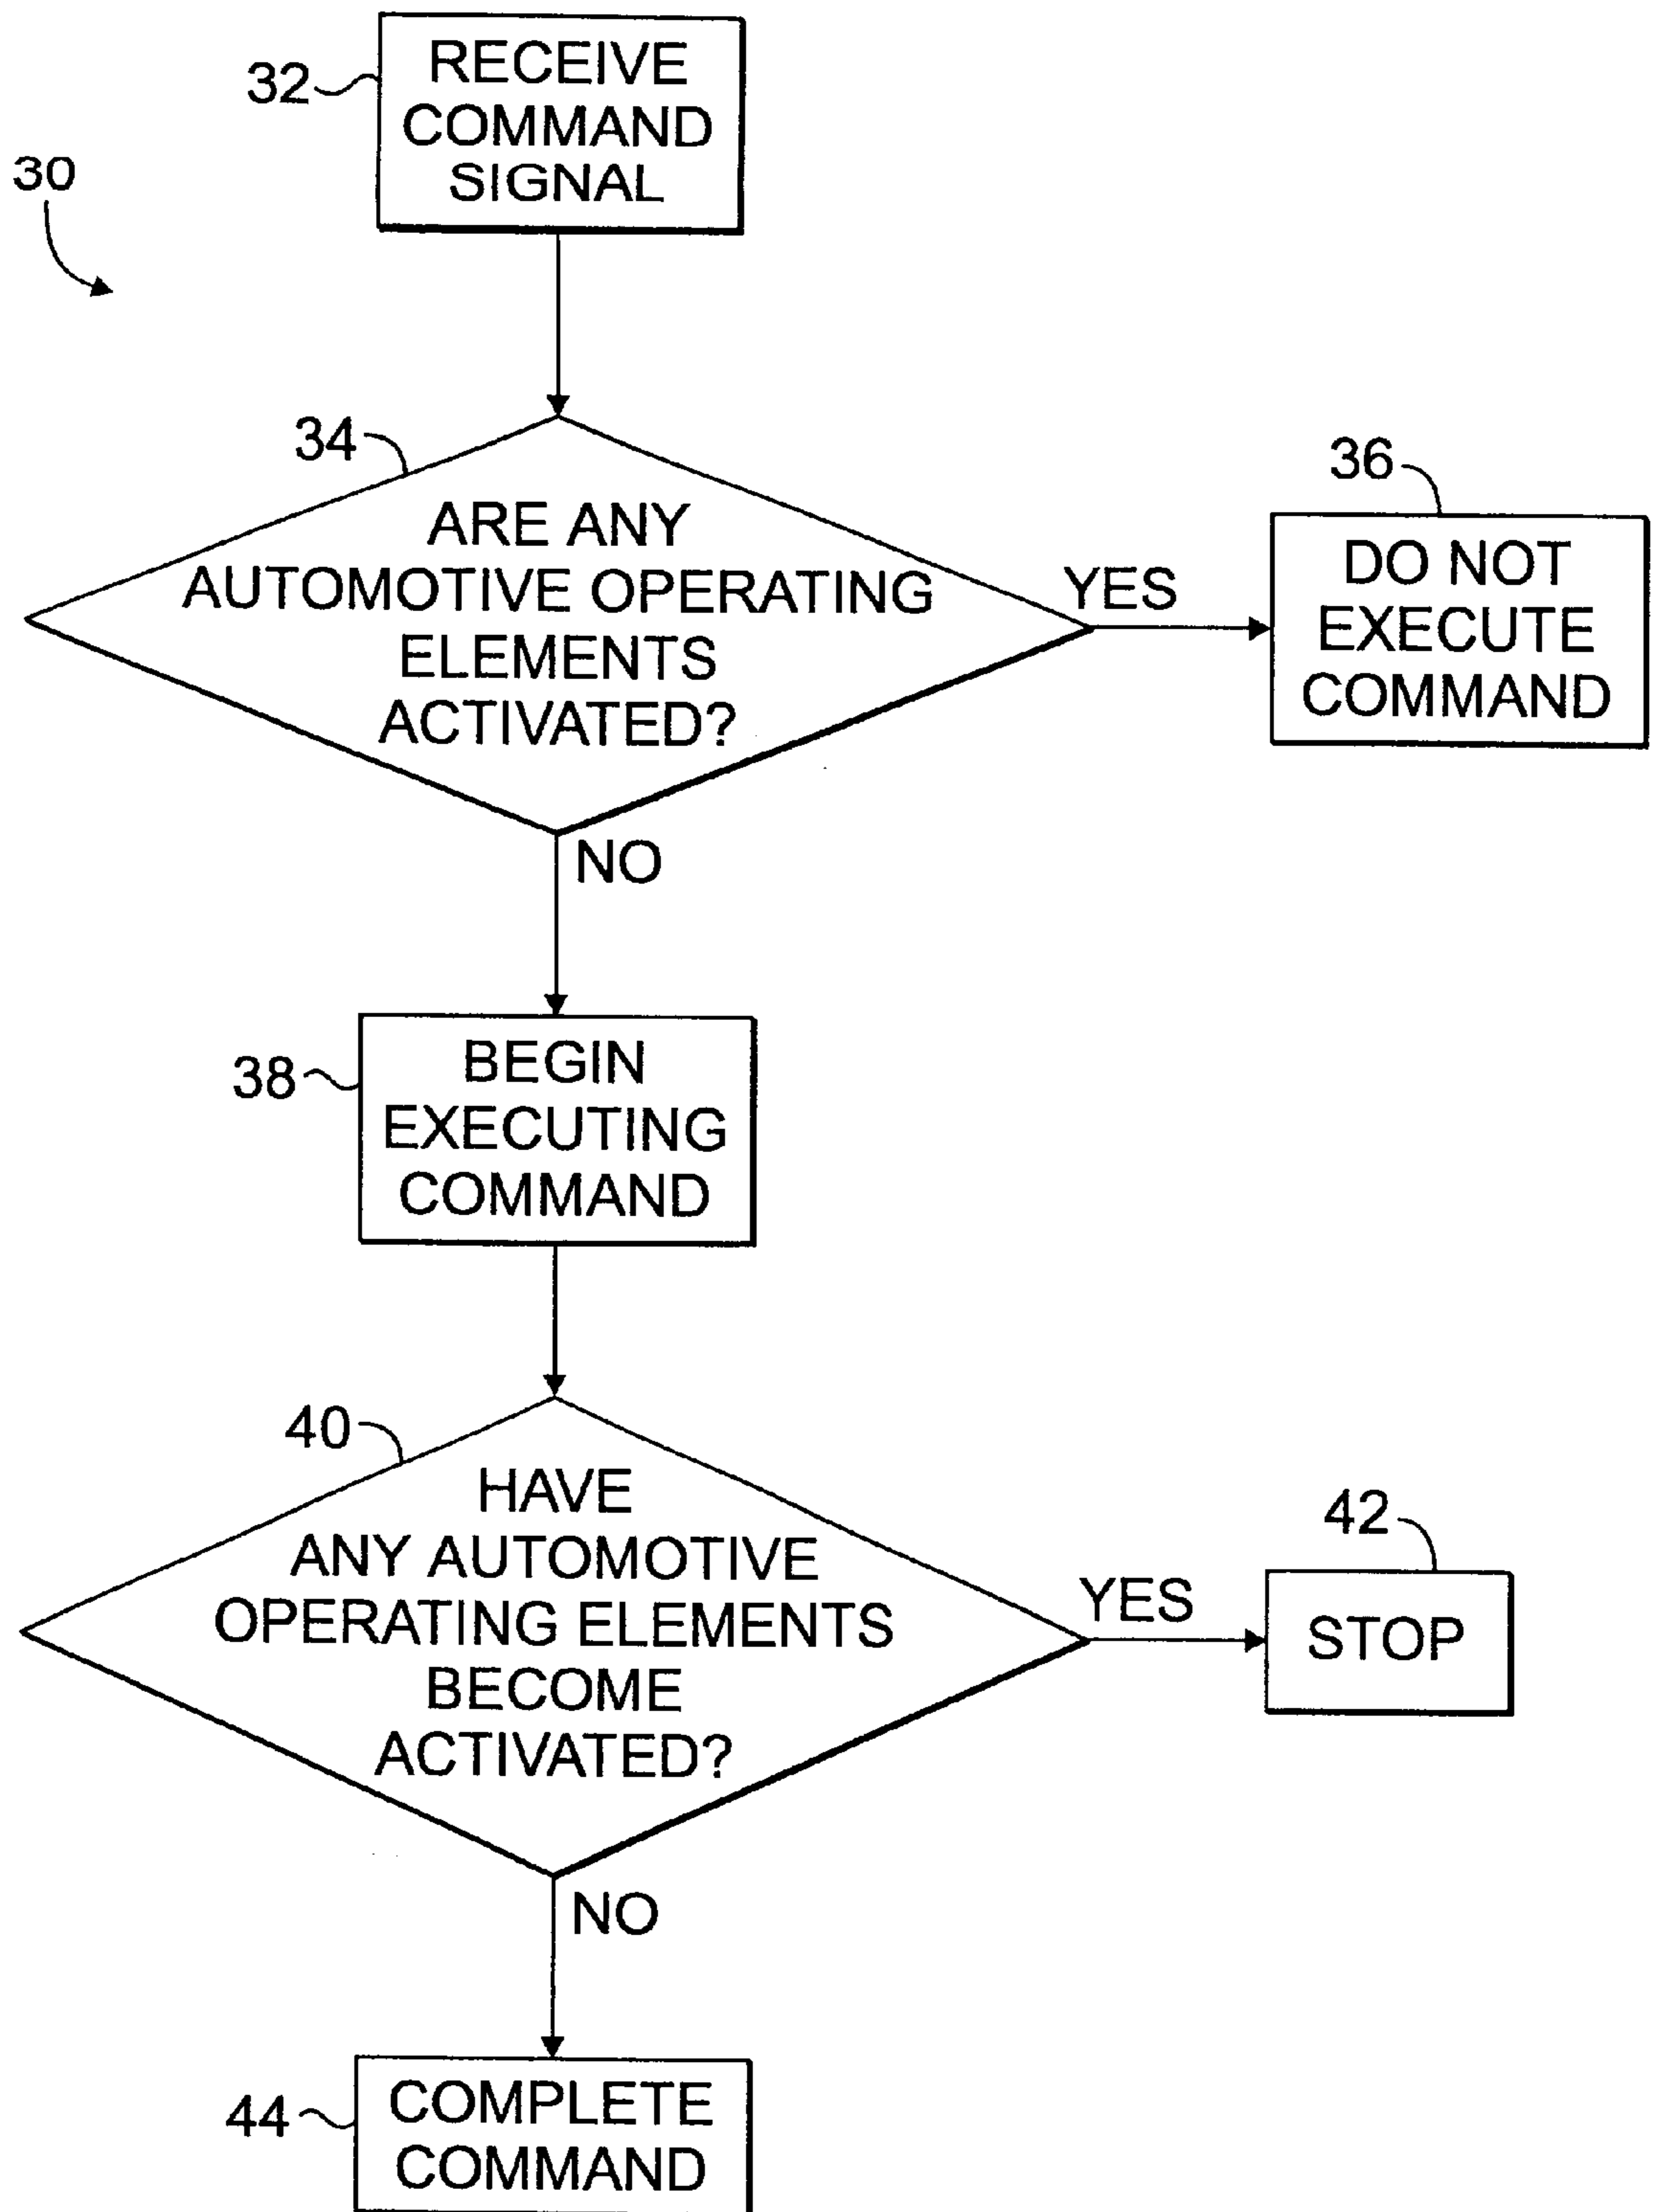 32
RECEIVE
COMMAND
SIGNAL
30
34
ARE ANY
AUTOMOTIVE OPERATING
ELEMENTS
ACTIVATED?
YES
36
DO NOT
EXECUTE
COMMAND
NO
38
BEGIN
EXECUTING
COMMAND
40
HAVE
ANY AUTOMOTIVE
OPERATING ELEMENTS
BECOME
ACTIVATED?
YES
42
STOP
NO
44
COMPLETE
COMMAND